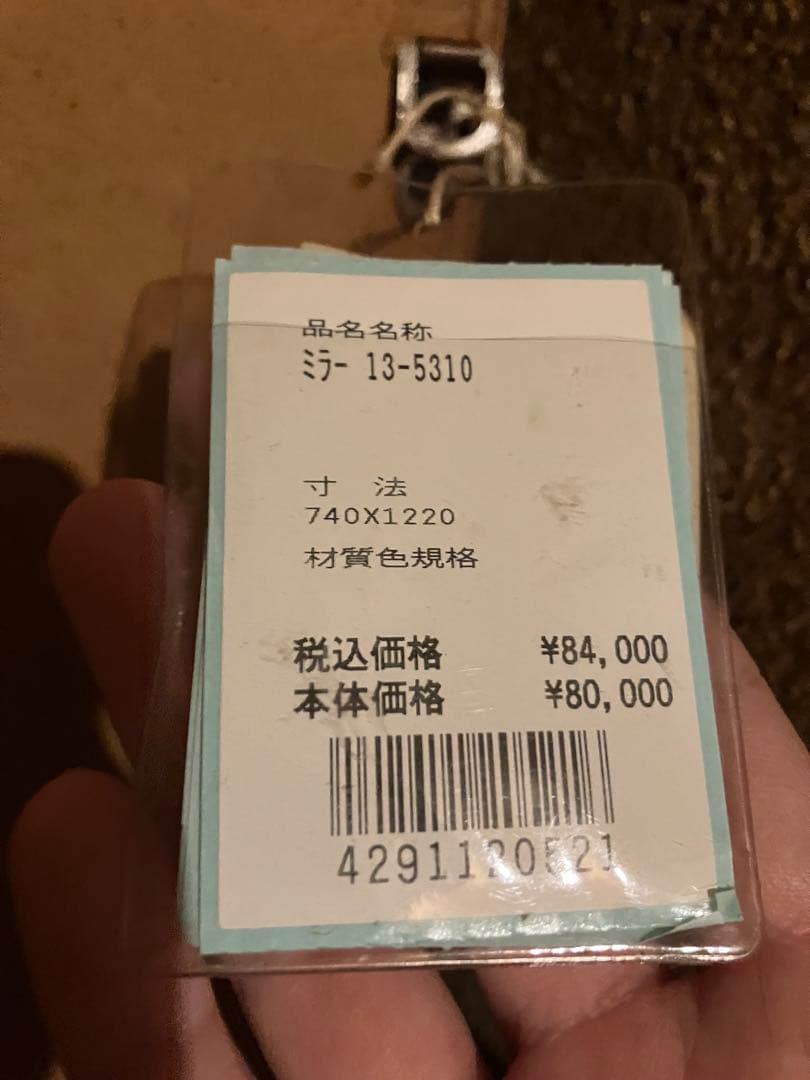 品名名称
ﾐﾗｰ 13-5310
寸　法
740X1220
材質色規格
税込価格 ¥84,000
本体価格 ¥80,000
4291120521